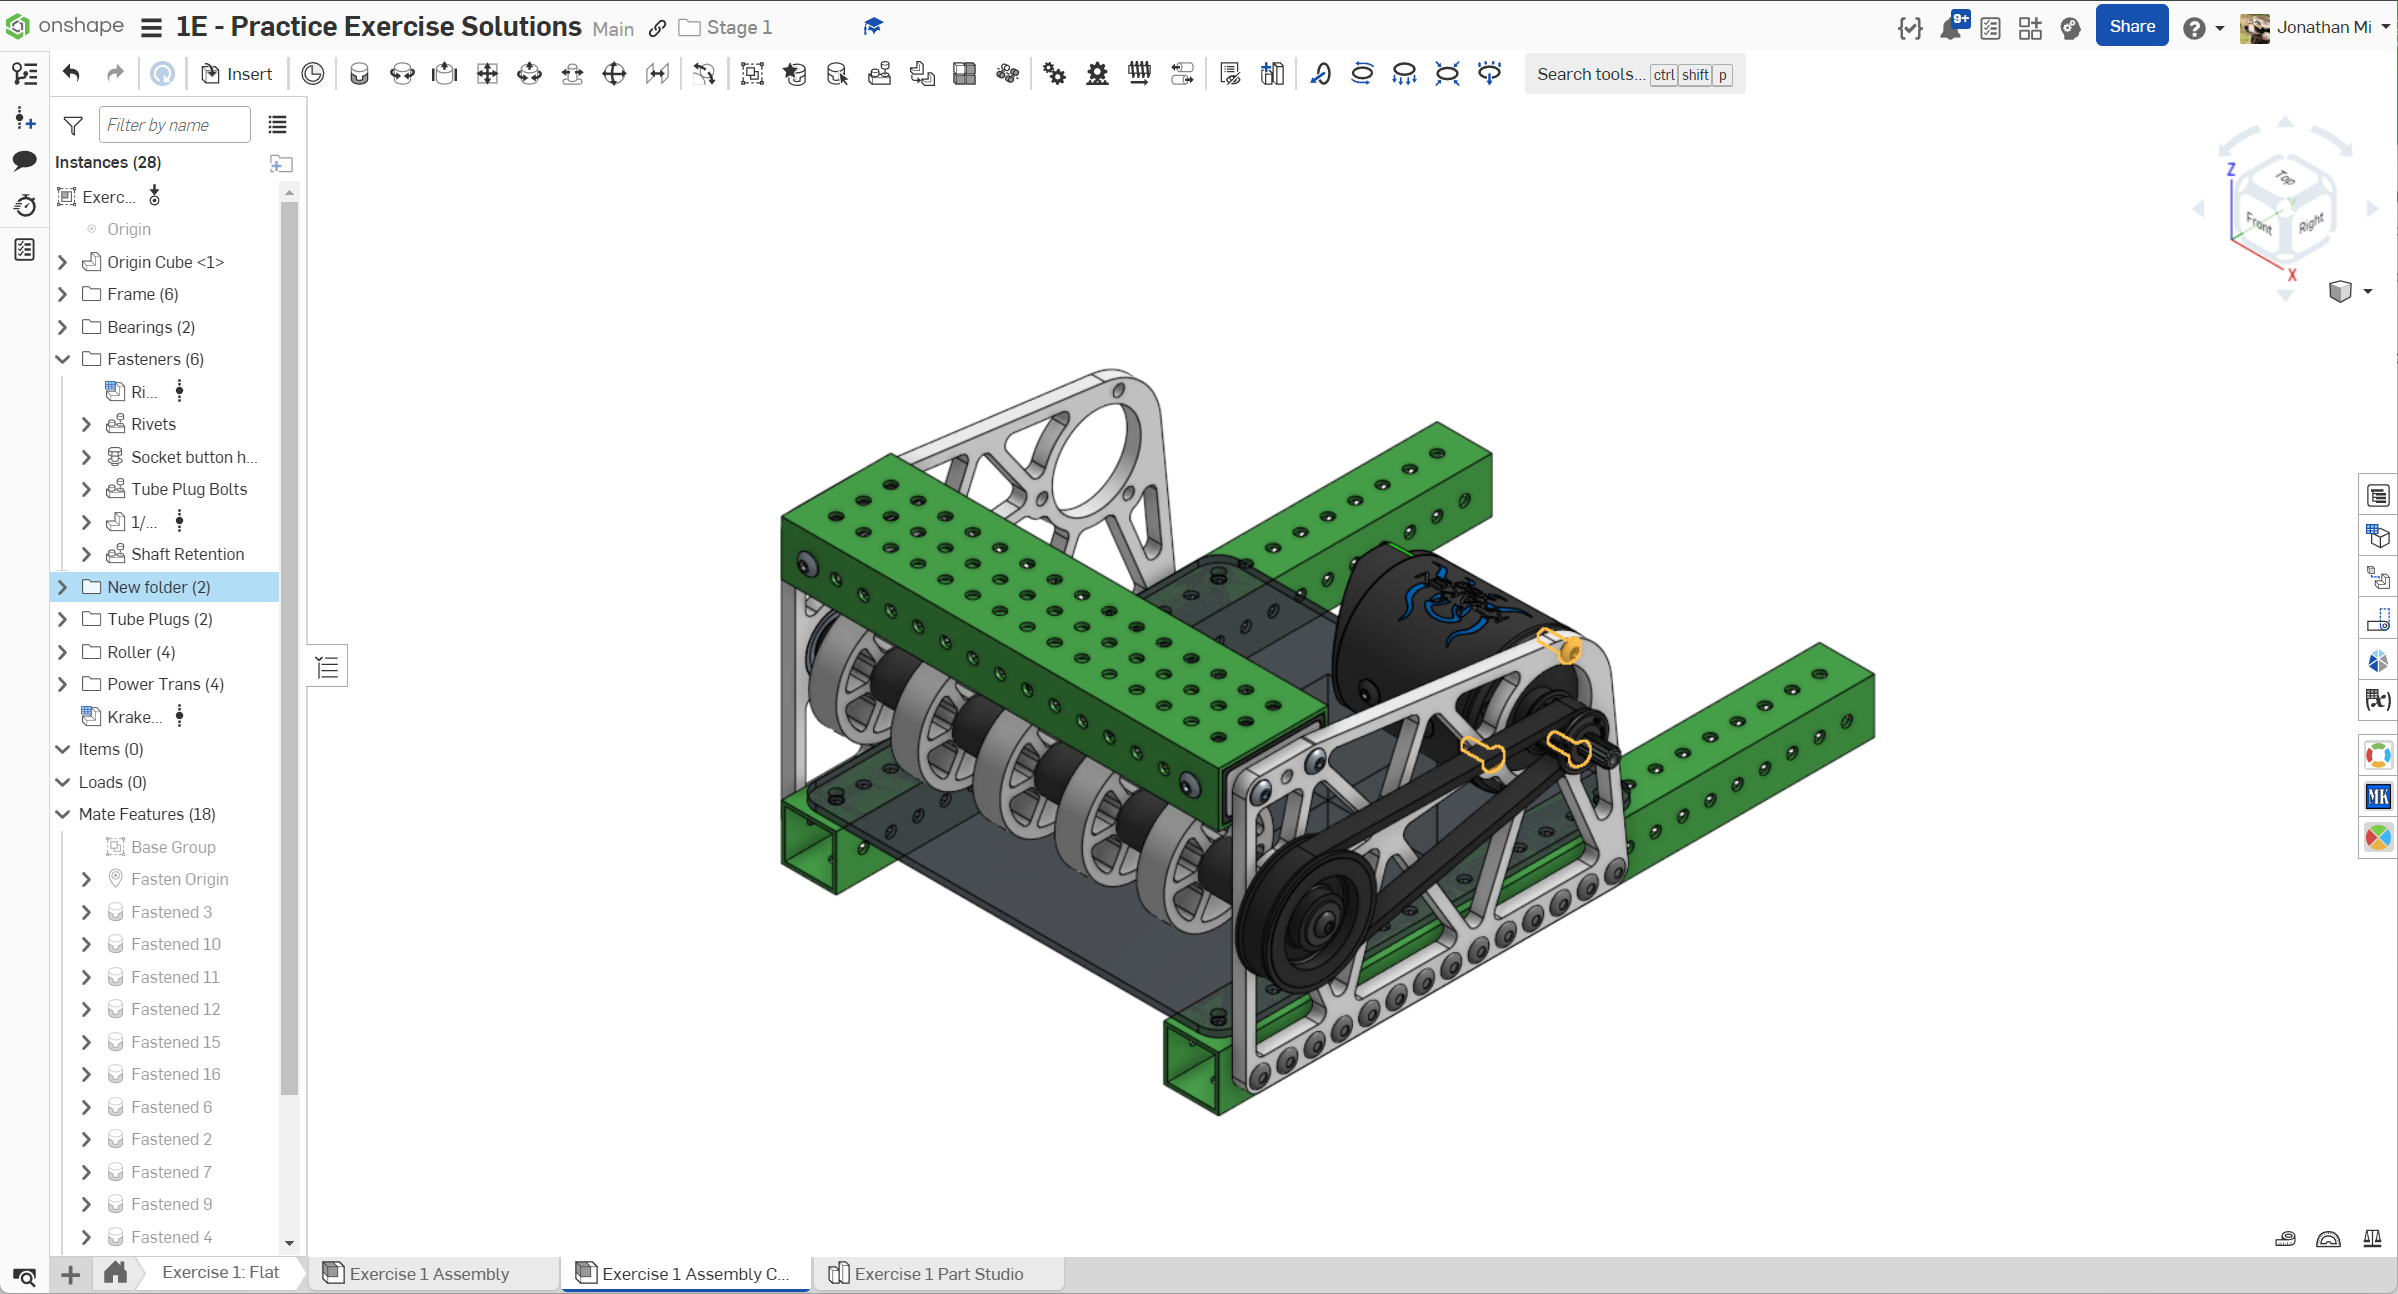 onshape 1E - Practice Exercise Solutions Main Stage 1 9+ Share Jonathan Mi
Insert Search tools... ctrl shift p
Filter by name
Instances (28)
Exerc...
Origin
Origin Cube <1>
Frame (6)
Bearings (2)
Fasteners (6)
Ri...
Rivets
Socket button h...
Tube Plug Bolts
1/...
Shaft Retention
New folder (2)
Tube Plugs (2)
Roller (4)
Power Trans (4)
Krake...
Items (0)
Loads (0)
Mate Features (18)
Base Group
Fasten Origin
Fastened 3
Fastened 10
Fastened 11
Fastened 12
Fastened 15
Fastened 16
Fastened 6
Fastened 2
Fastened 7
Fastened 9
Fastened 4
Z
Top
Y
Front
Right
X
(x)
MK
Exercise 1: Flat Exercise 1 Assembly Exercise 1 Assembly C... Exercise 1 Part Studio